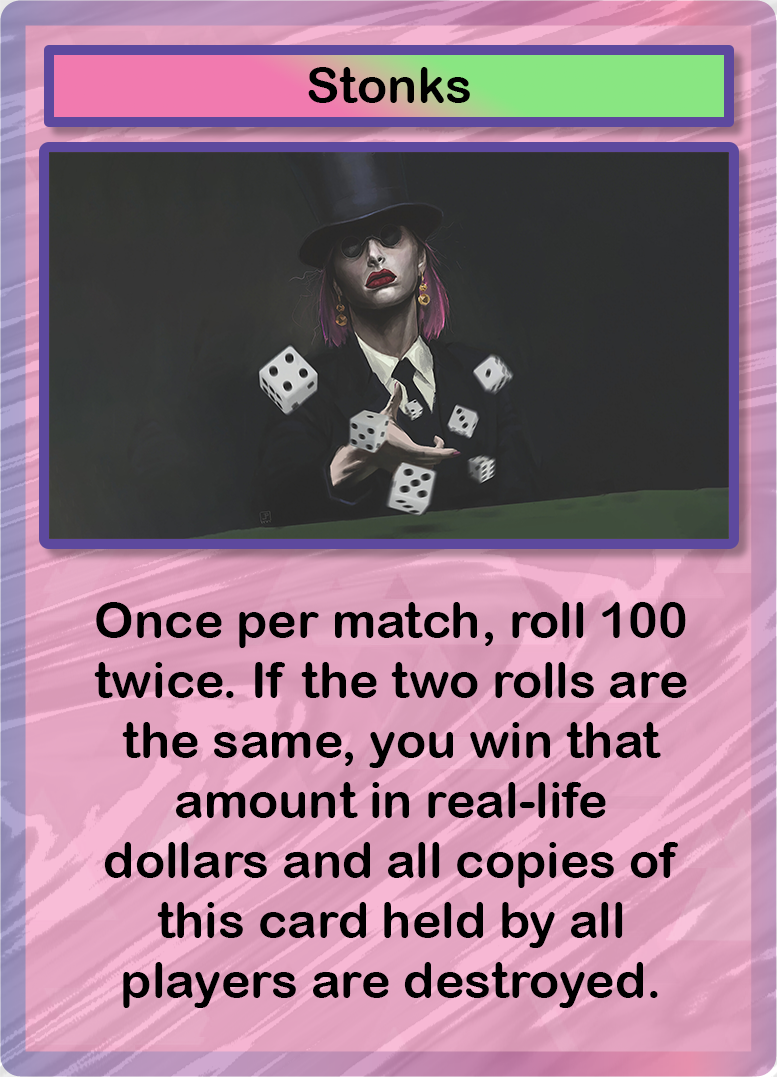 Stonks
Once per match, roll 100
twice. If the two rolls are
the same, you win that
amount in real-life
dollars and all copies of
this card held by all
players are destroyed.